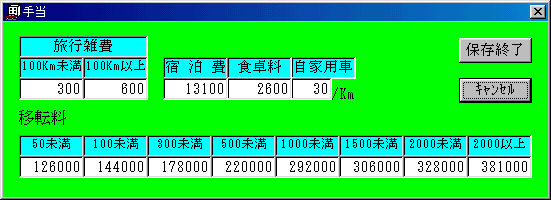 手当
旅行雑費
100Km未満 100Km以上 宿泊費 食卓料 自家用車 保存終了
300 600 13100 2600 30 /Km ｷｬﾝｾﾙ
移転料
50未満 100未満 300未満 500未満 1000未満 1500未満 2000未満 2000以上
126000 144000 178000 220000 292000 306000 328000 381000